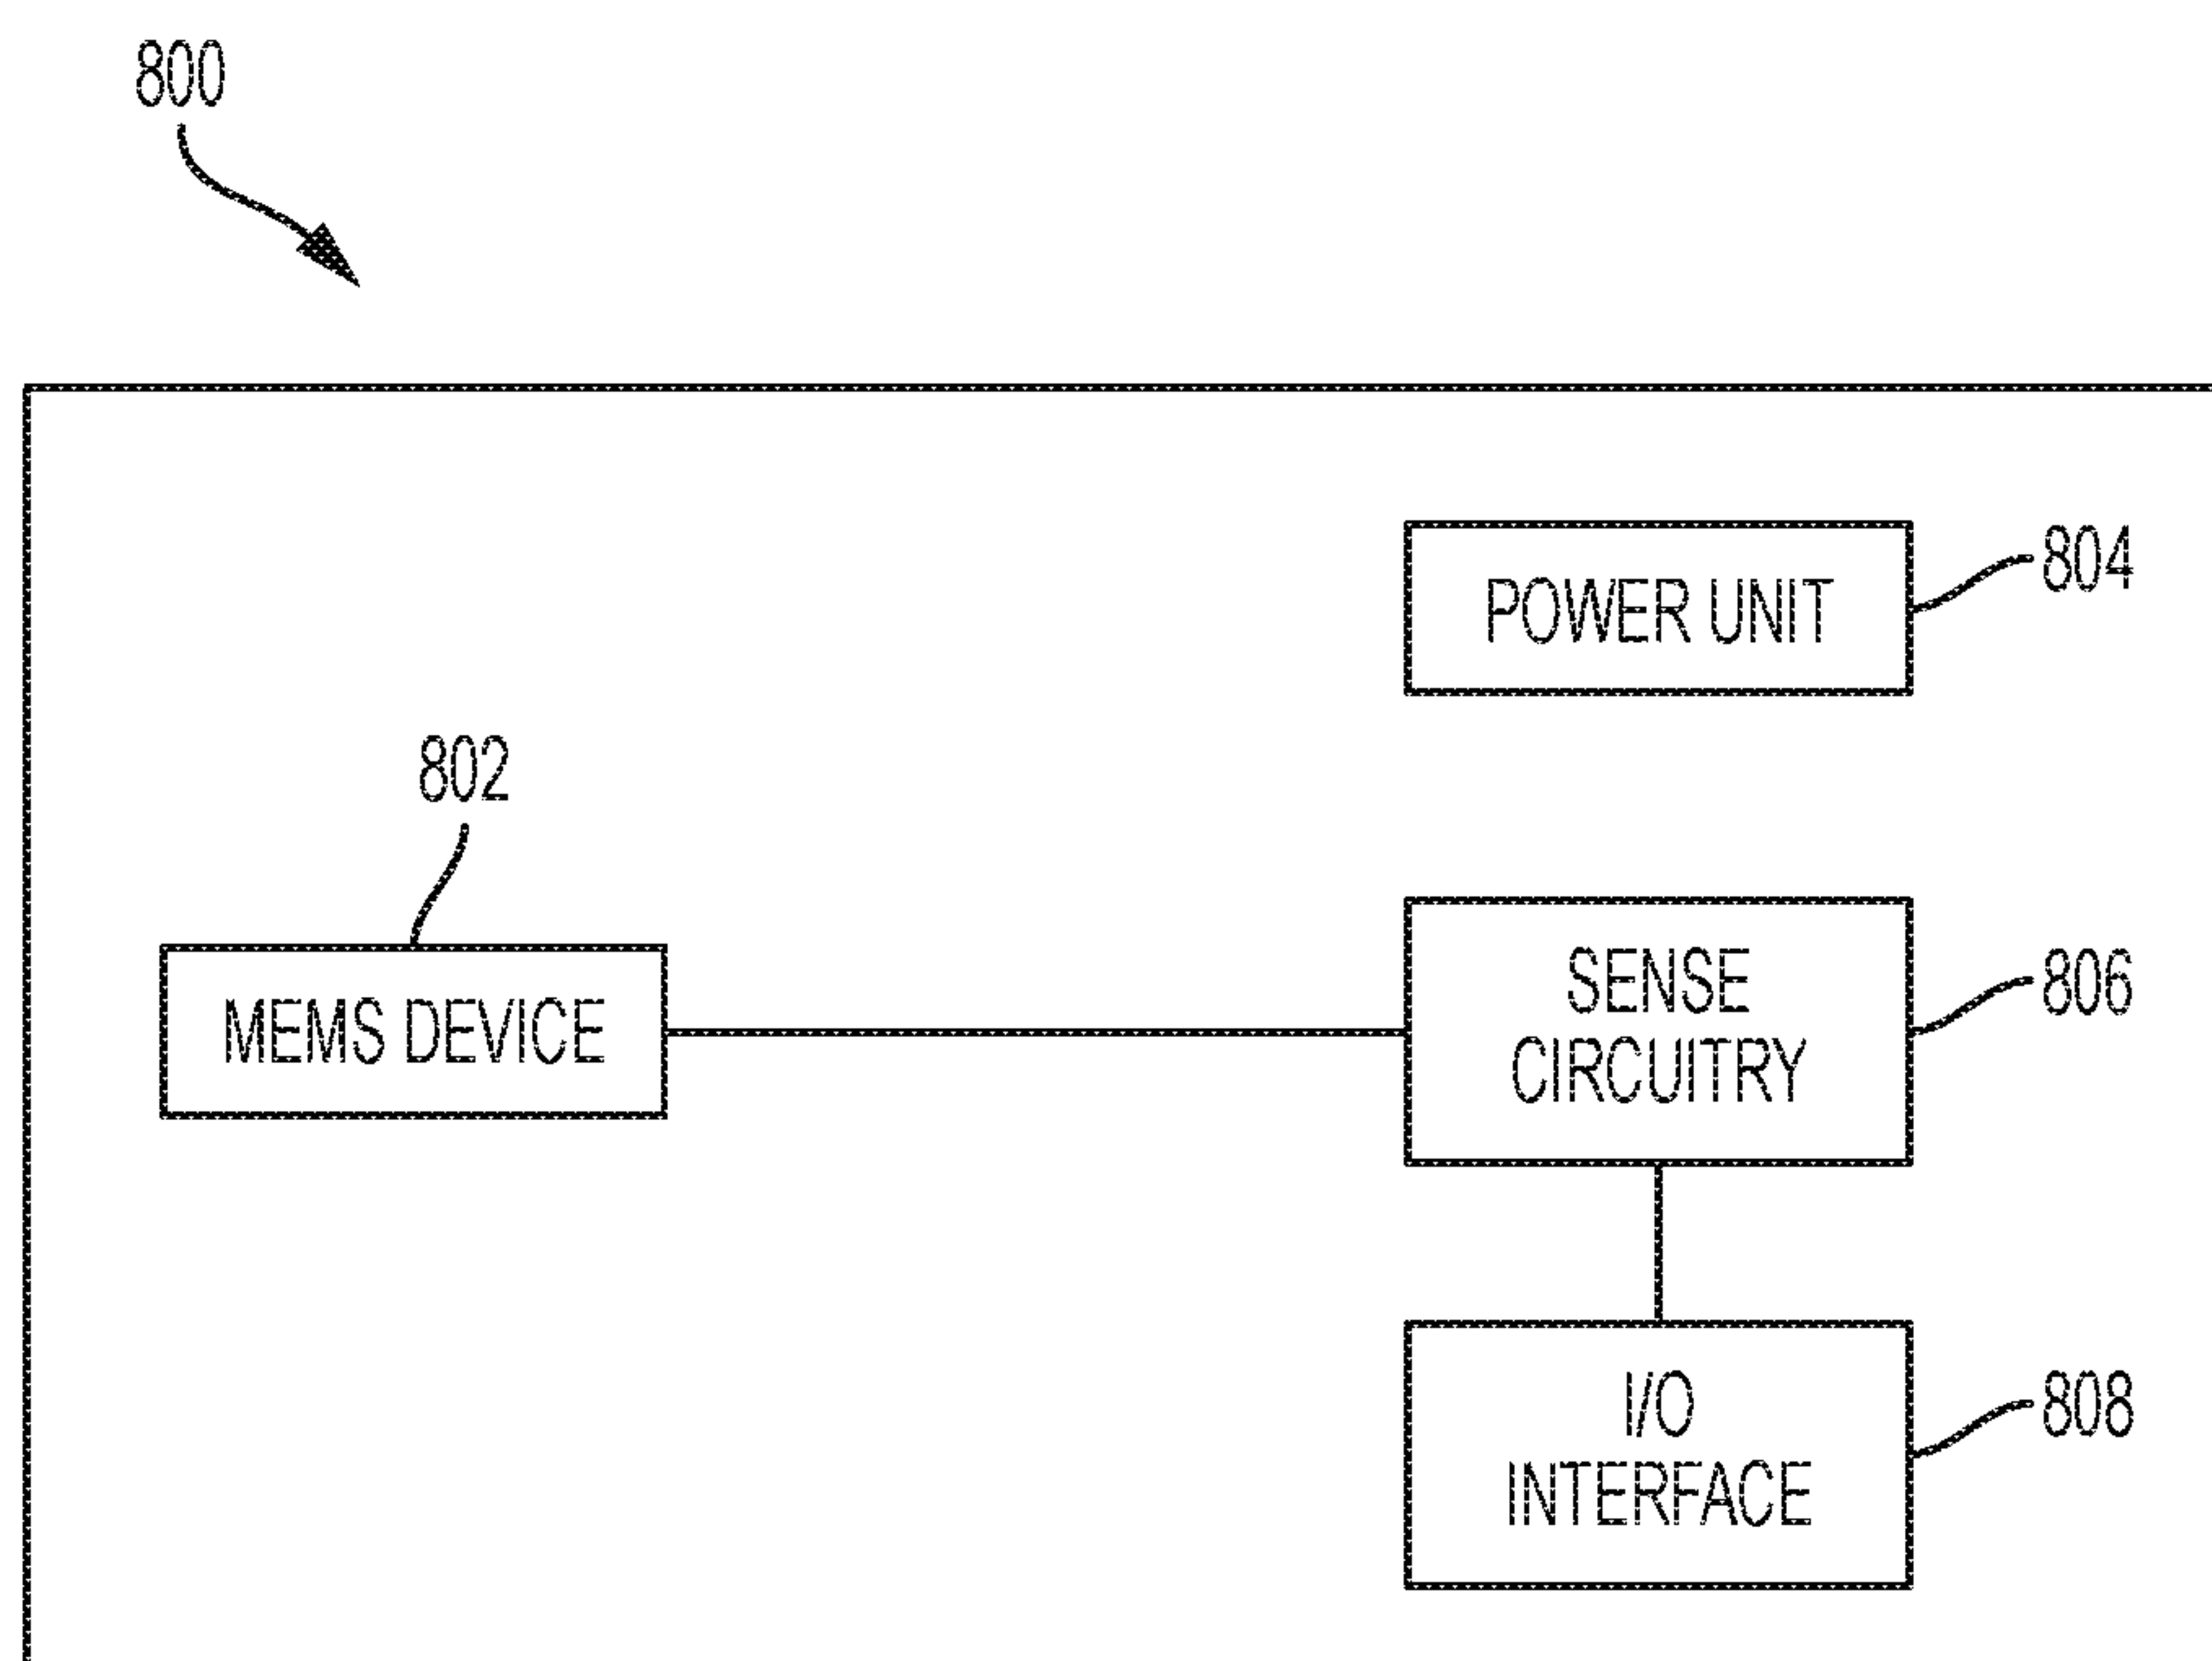 800
POWER UNIT
804
802
MEMS DEVICE
SENSE
CIRCUITRY
806
I/O
INTERFACE
808